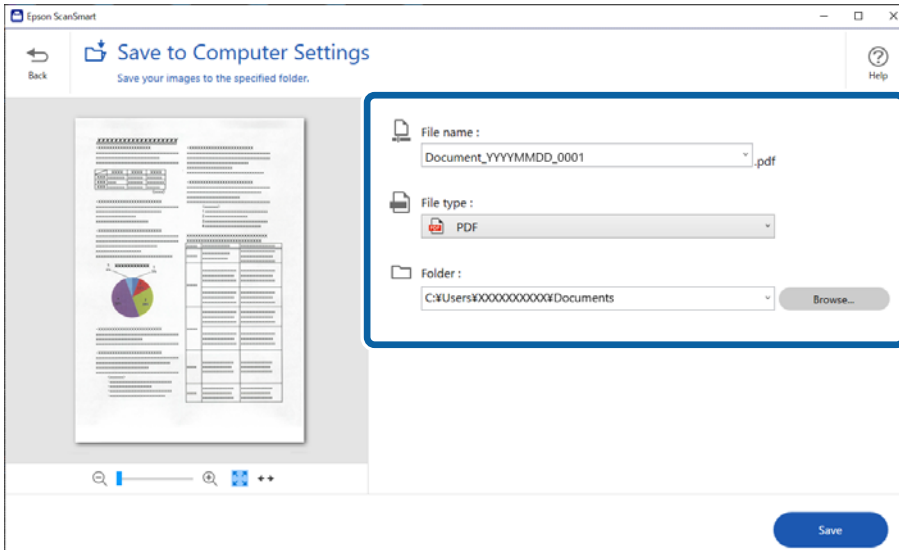 Epson ScanSmart
Back
Save to Computer Settings
Save your images to the specified folder.
Help
File name :
Document_YYYYMMDD_0001
.pdf
File type :
PDF
Folder :
C:¥Users¥XXXXXXXXXX¥Documents
Browse...
Save